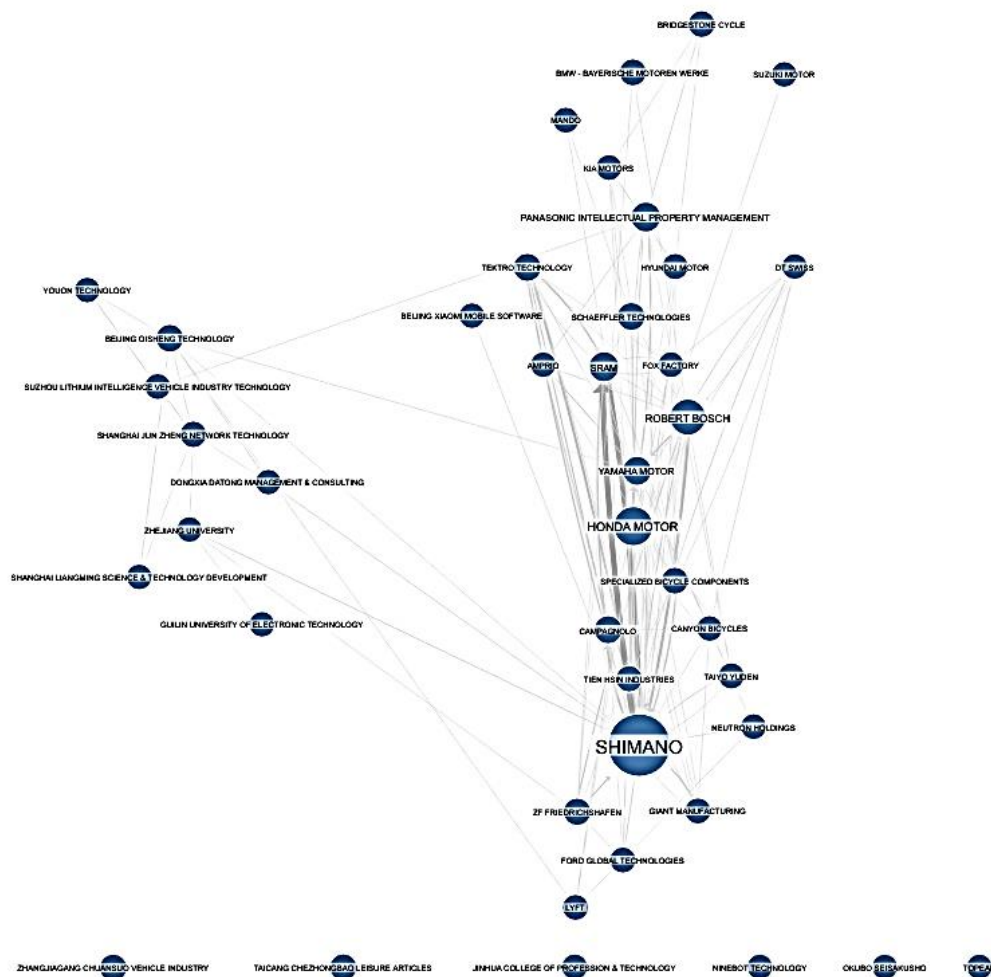 BRIDGESTONE CYCLE
BMW - BAYERISCHE MOTOREN WERKE
SUZUKI MOTOR
MANDO
KIA MOTORS
PANASONIC INTELLECTUAL PROPERTY MANAGEMENT
TEKTRO TECHNOLOGY
HYUNDAI MOTOR
DT SWISS
YOUON TECHNOLOGY
BEIJING XIAOMI MOBILE SOFTWARE
SCHAEFFLER TECHNOLOGIES
BEIJING QISHENG TECHNOLOGY
AMPRIO
SRAM
FOX FACTORY
SUZHOU LITHIUM INTELLIGENCE VEHICLE INDUSTRY TECHNOLOGY
ROBERT BOSCH
SHANGHAI JUN ZHENG NETWORK TECHNOLOGY
YAMAHA MOTOR
DONGXIA DATONG MANAGEMENT & CONSULTING
HONDA MOTOR
ZHEJIANG UNIVERSITY
SHANGHAI LIANGMING SCIENCE & TECHNOLOGY DEVELOPMENT
SPECIALIZED BICYCLE COMPONENTS
GUILIN UNIVERSITY OF ELECTRONIC TECHNOLOGY
CAMPAGNOLO
CANYON BICYCLES
TIEN HSIN INDUSTRIES
TAIYO YUDEN
NEUTRON HOLDINGS
SHIMANO
ZF FRIEDRICHSHAFEN
GIANT MANUFACTURING
FORD GLOBAL TECHNOLOGIES
LYFT
ZHANGJIAGANG CHUANSUO VEHICLE INDUSTRY
TAICANG CHEZHONGBAO LEISURE ARTICLES
JINHUA COLLEGE OF PROFESSION & TECHNOLOGY
NINEBOT TECHNOLOGY
OKUBO SEISAKUSHO
TOPEA